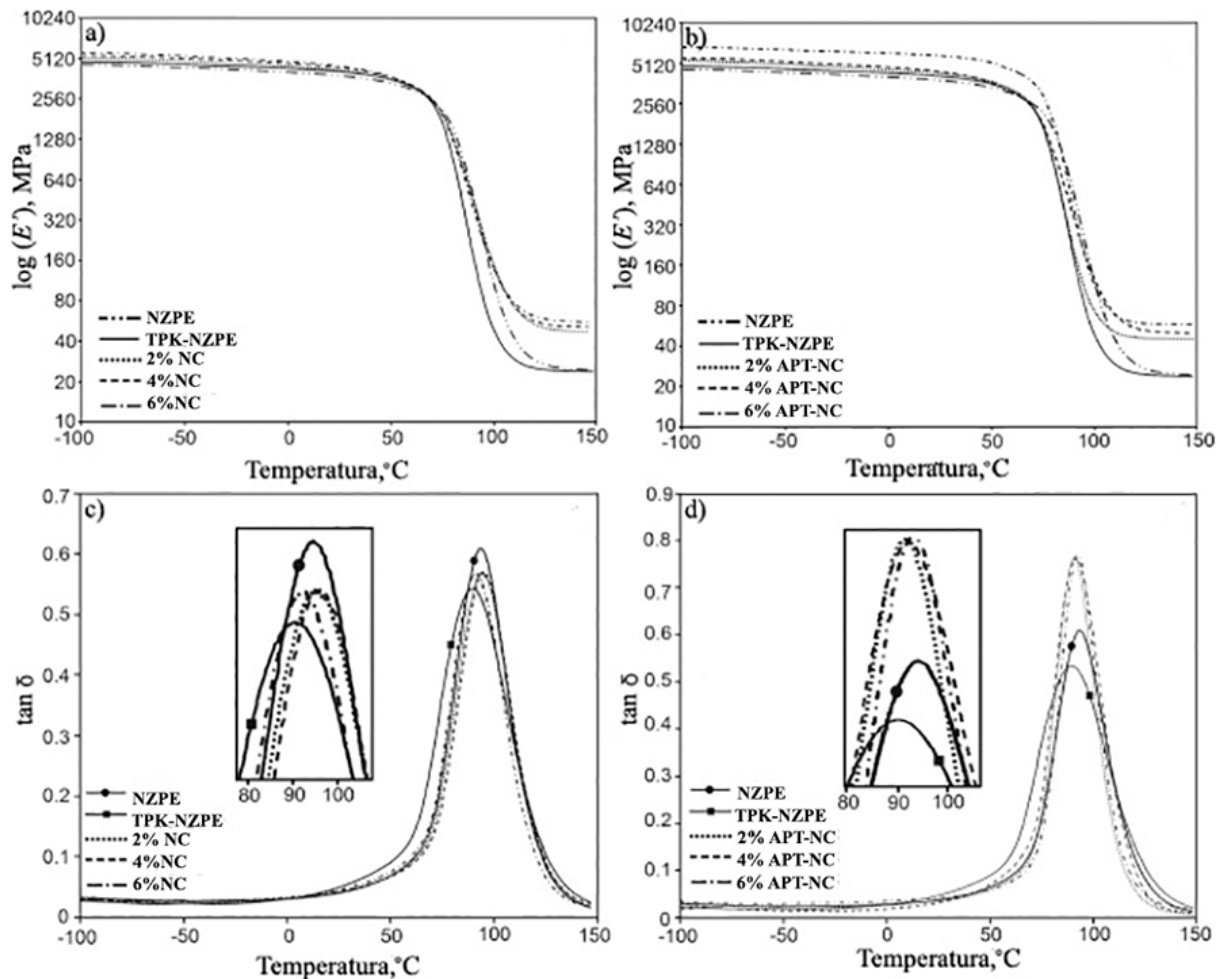 a)
log (E'), MPa
10240
5120
2560
1280
640
320
160
80
40
20
10
NZPE
TPK-NZPE
2% NC
4%NC
6%NC
-100 -50 0 50 100 150
Temperatura,°C
b)
log (E'), MPa
10240
5120
2560
1280
640
320
160
80
40
20
10
NZPE
TPK-NZPE
2% APT-NC
4% APT-NC
6% APT-NC
-100 -50 0 50 100 150
Temperatura,°C
c)
tan δ
0.7
0.6
0.5
0.4
0.3
0.2
0.1
0
80 90 100
NZPE
TPK-NZPE
2% NC
4%NC
6%NC
-100 -50 0 50 100 150
Temperatura,°C
d)
tan δ
0.9
0.8
0.7
0.6
0.5
0.4
0.3
0.2
0.1
0
80 90 100
NZPE
TPK-NZPE
2% APT-NC
4% APT-NC
6% APT-NC
-100 -50 0 50 100 150
Temperatura,°C